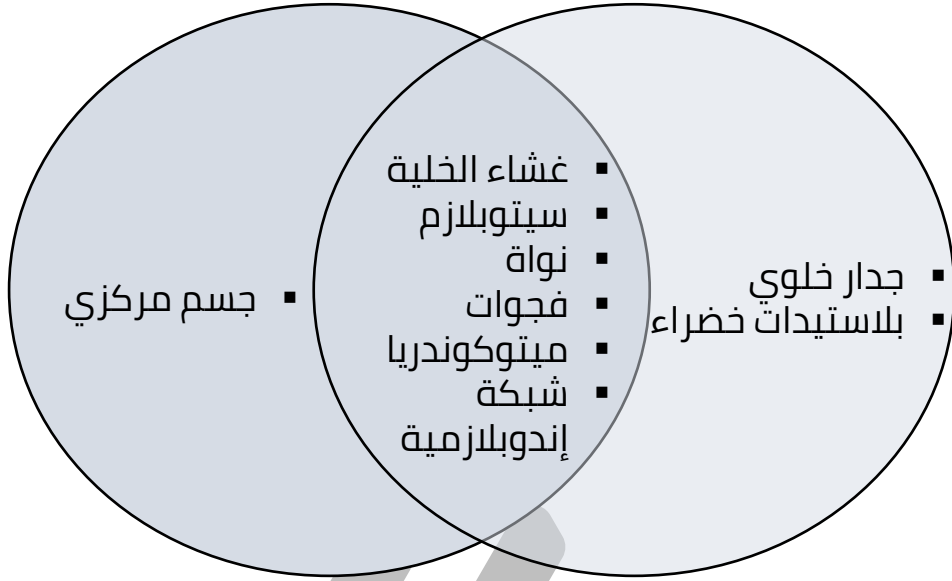 ▪ جدار خلوي
▪ بلاستيدات خضراء
▪ غشاء الخلية
▪ سيتوبلازم
▪ نواة
▪ فجوات
▪ ميتوكوندريا
▪ شبكة
إندوبلازمية
▪ جسم مركزي